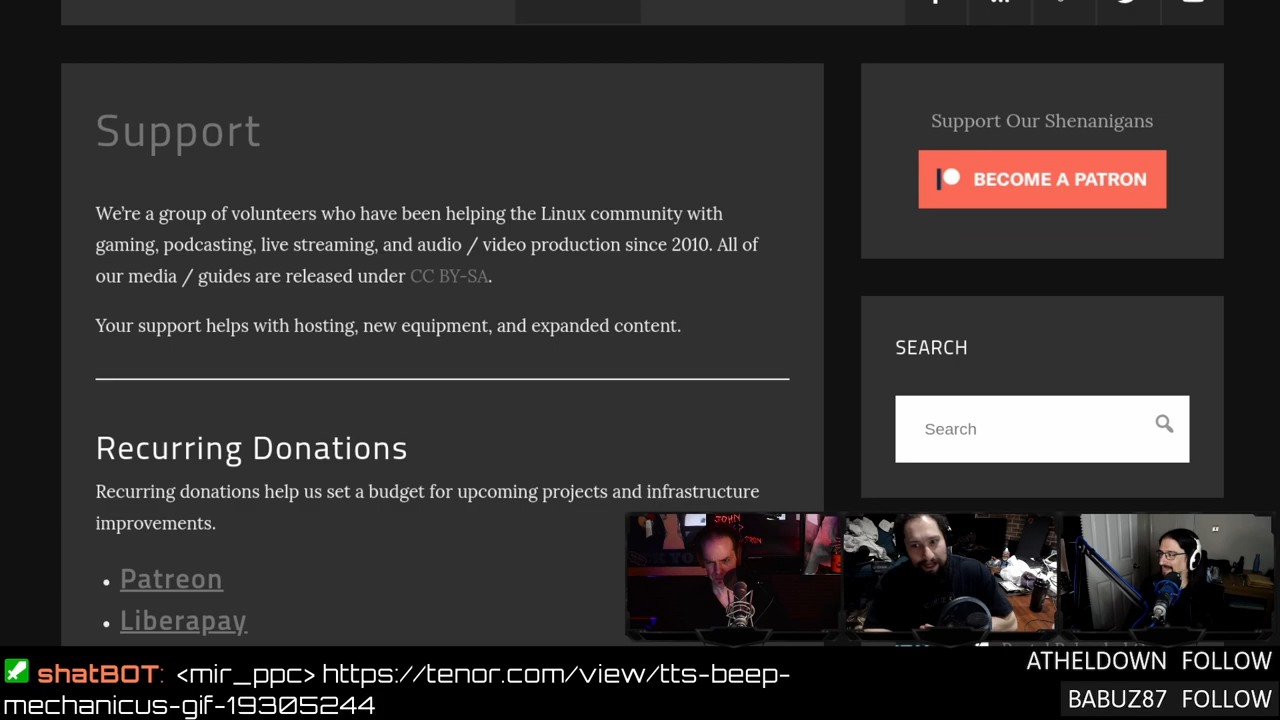 Support
We're a group of volunteers who have been helping the Linux community with
gaming, podcasting, live streaming, and audio / video production since 2010. All of
our media / guides are released under CC BY-SA.
Your support helps with hosting, new equipment, and expanded content.
Recurring Donations
Recurring donations help us set a budget for upcoming projects and infrastructure
improvements.
• Patreon
• Liberapay
Support Our Shenanigans
BECOME A PATRON
SEARCH
Search
JOHN
shatBOT: <mir_ppc> https://tenor.com/view/tts-beep-
mechanicus-gif-19305244
ATHELDOWN FOLLOW
BABUZ87 FOLLOW